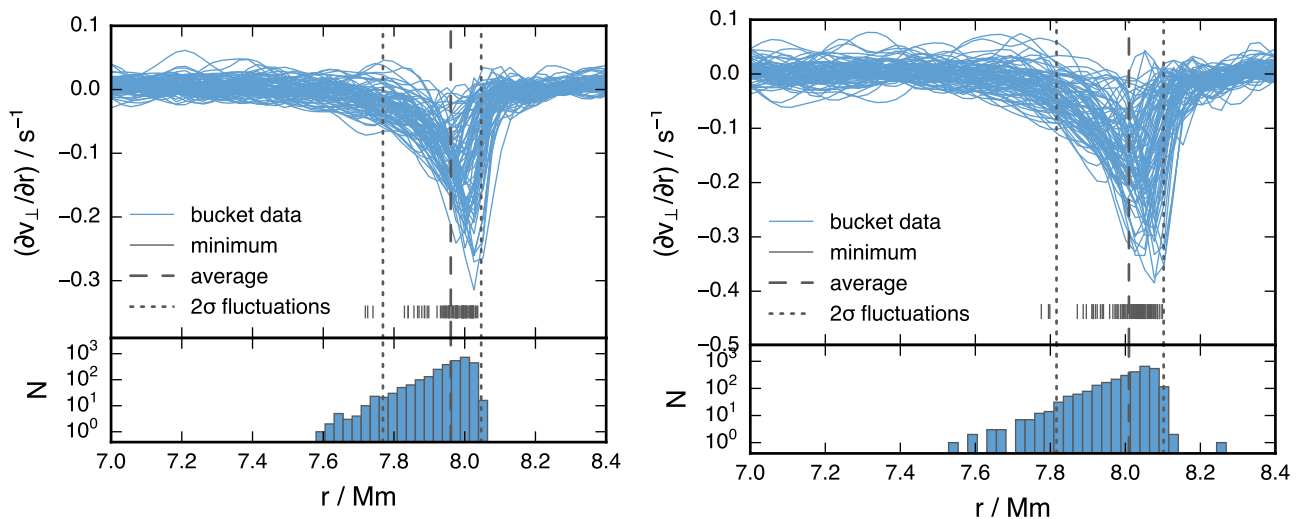 0.1
0.0
−0.1
−0.2
−0.3
(∂v⊥/∂r) / s⁻¹
bucket data
minimum
average
2σ fluctuations
10³
10²
10¹
10⁰
N
7.0 7.2 7.4 7.6 7.8 8.0 8.2 8.4
r / Mm
0.1
0.0
−0.1
−0.2
−0.3
−0.4
−0.5
(∂v⊥/∂r) / s⁻¹
bucket data
minimum
average
2σ fluctuations
10³
10²
10¹
10⁰
N
7.0 7.2 7.4 7.6 7.8 8.0 8.2 8.4
r / Mm